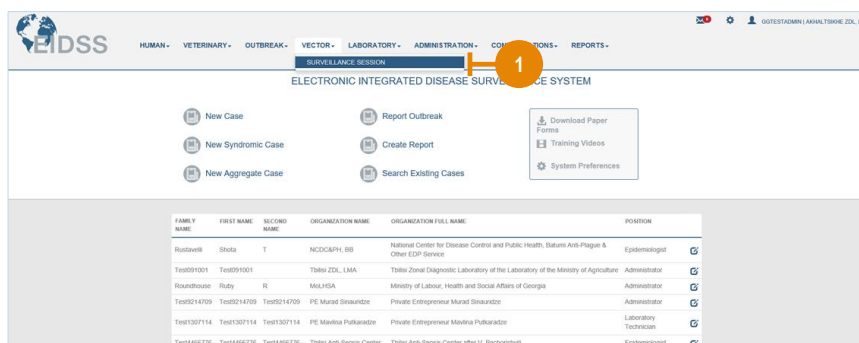 EIDSS
HUMAN VETERINARY OUTBREAK VECTOR LABORATORY ADMINISTRATION CON TIONS REPORTS
GGTESTADMIN | AKHALTSIKHE ZDL,
SURVEILLANCE SESSION
1
ELECTRONIC INTEGRATED DISEASE SURVE CE SYSTEM
New Case
Report Outbreak
Download Paper
Forms
New Syndromic Case
Create Report
Training Videos
New Aggregate Case
Search Existing Cases
System Preferences
FAMILY NAME FIRST NAME SECOND NAME ORGANIZATION NAME ORGANIZATION FULL NAME POSITION
Rustaveli Shota T NCDC&PH, BB National Center for Disease Control and Public Health, Batumi Anti-Plague &
Other EDP Service Epidemiologist
Test091001 Test091001 Tbilisi ZDL, LMA Tbilisi Zonal Diagnostic Laboratory of the Laboratory of the Ministry of Agriculture Administrator
Roundhouse Ruby R MoLHSA Ministry of Labour, Health and Social Affairs of Georgia Administrator
Test9214709 Test9214709 Test9214709 PE Murad Sinauridze Private Entrepreneur Murad Sinauridze Administrator
Test1307114 Test1307114 Test1307114 PE Mavlina Putkaradze Private Entrepreneur Mavlina Putkaradze Laboratory
Technician